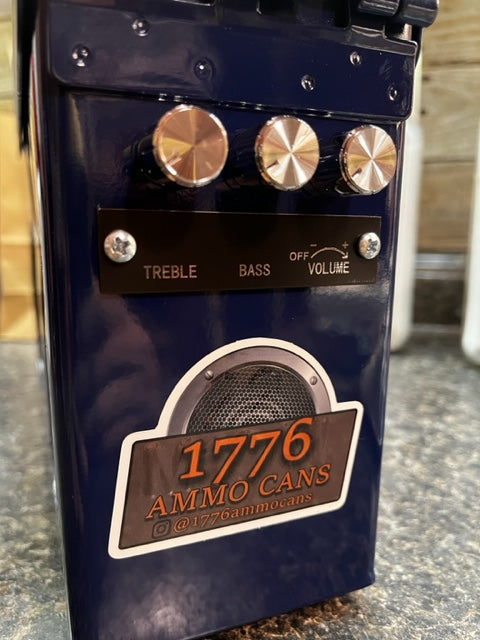 TREBLE BASS OFF - + VOLUME
1776
AMMO CANS
@1776ammocans